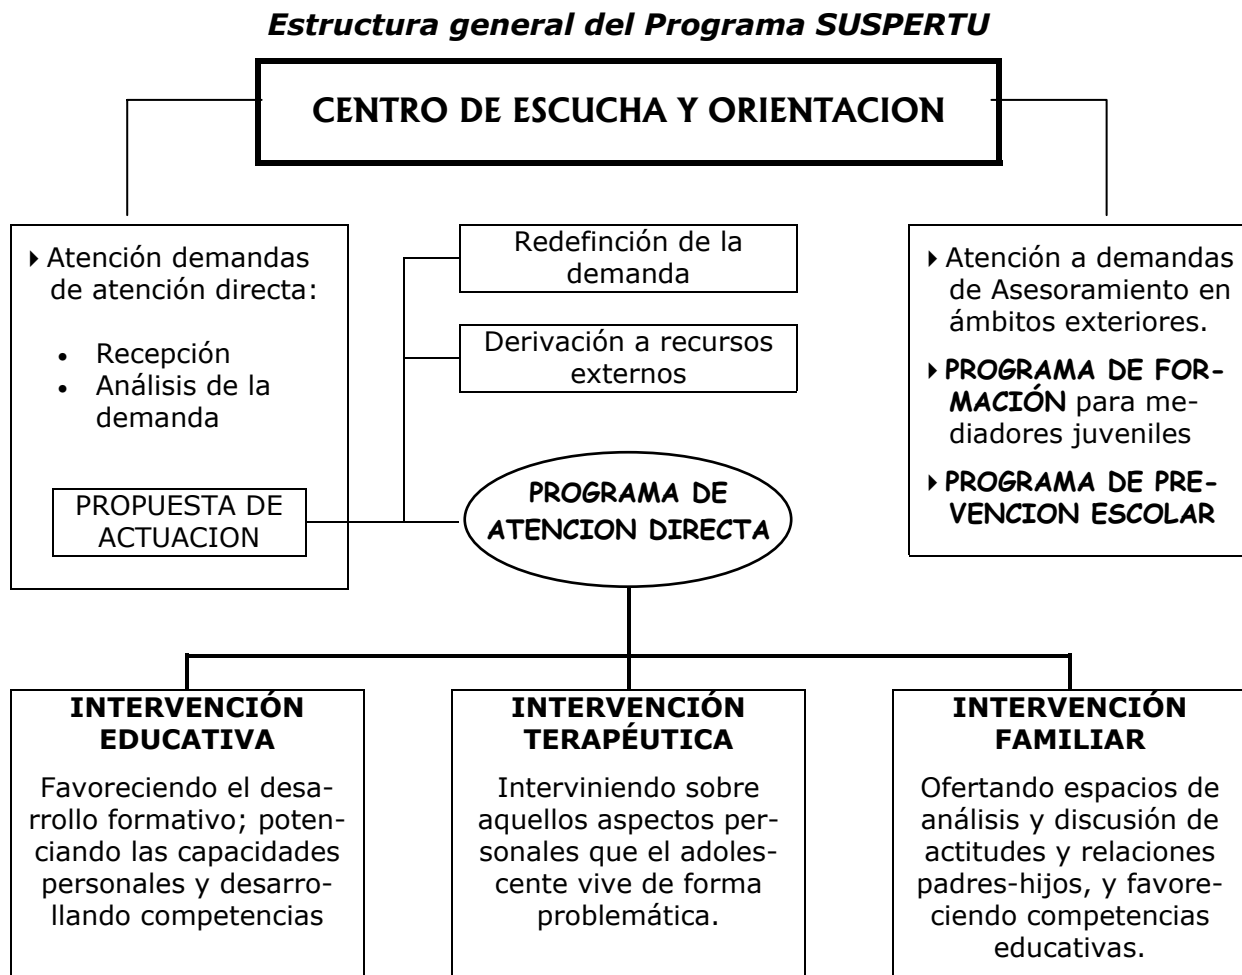 Estructura general del Programa SUSPERTU
CENTRO DE ESCUCHA Y ORIENTACION
Atención demandas
de atención directa:
• Recepción
• Análisis de la
demanda
PROPUESTA DE
ACTUACION
Redefinción de la
demanda
Derivación a recursos
externos
PROGRAMA DE
ATENCION DIRECTA
Atención a demandas
de Asesoramiento en
ámbitos exteriores.
PROGRAMA DE FOR-
MACIÓN para me-
diadores juveniles
PROGRAMA DE PRE-
VENCION ESCOLAR
INTERVENCIÓN
EDUCATIVA
Favoreciendo el desa-
rrollo formativo; poten-
ciando las capacidades
personales y desarro-
llando competencias
INTERVENCIÓN
TERAPÉUTICA
Interviniendo sobre
aquellos aspectos per-
sonales que el adoles-
cente vive de forma
problemática.
INTERVENCIÓN
FAMILIAR
Ofertando espacios de
análisis y discusión de
actitudes y relaciones
padres-hijos, y favore-
ciendo competencias
educativas.